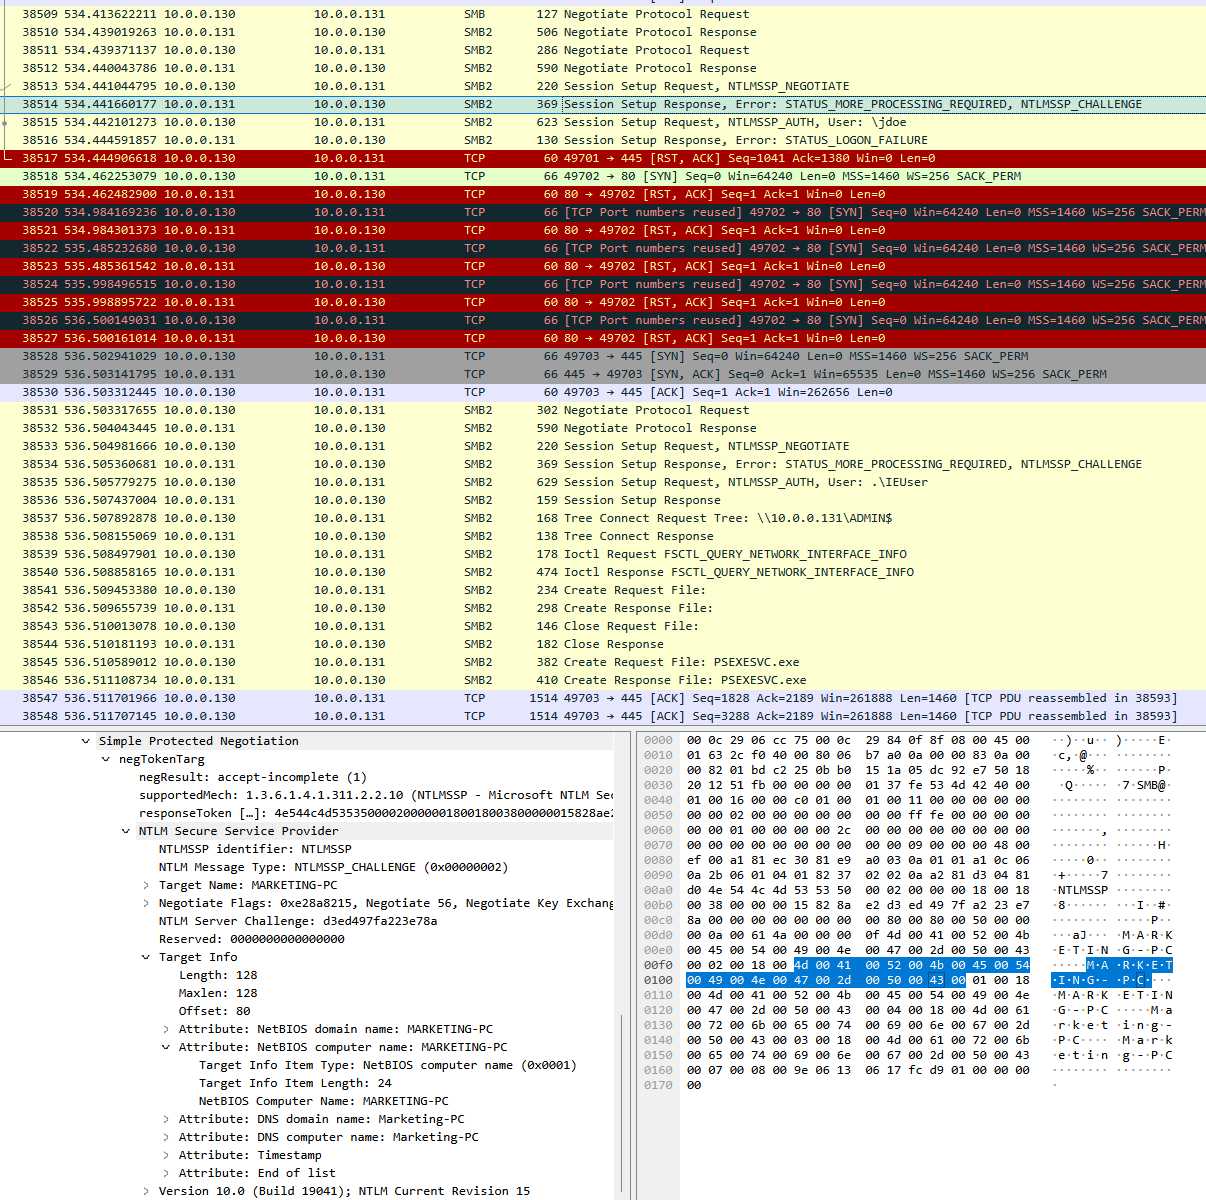 38509 534.413622211 10.0.0.130 10.0.0.131 SMB 127 Negotiate Protocol Request
38510 534.439019263 10.0.0.131 10.0.0.130 SMB2 506 Negotiate Protocol Response
38511 534.439371137 10.0.0.130 10.0.0.131 SMB2 286 Negotiate Protocol Request
38512 534.440043786 10.0.0.131 10.0.0.130 SMB2 590 Negotiate Protocol Response
38513 534.441044795 10.0.0.130 10.0.0.131 SMB2 220 Session Setup Request, NTLMSSP_NEGOTIATE
38514 534.441660177 10.0.0.131 10.0.0.130 SMB2 369 Session Setup Response, Error: STATUS_MORE_PROCESSING_REQUIRED, NTLMSSP_CHALLENGE
38515 534.442101273 10.0.0.130 10.0.0.131 SMB2 623 Session Setup Request, NTLMSSP_AUTH, User: \jdoe
38516 534.444591857 10.0.0.131 10.0.0.130 SMB2 130 Session Setup Response, Error: STATUS_LOGON_FAILURE
38517 534.444906618 10.0.0.130 10.0.0.131 TCP 60 49701 → 445 [RST, ACK] Seq=1041 Ack=1380 Win=0 Len=0
38518 534.462253079 10.0.0.130 10.0.0.131 TCP 66 49702 → 80 [SYN] Seq=0 Win=64240 Len=0 MSS=1460 WS=256 SACK_PERM
38519 534.462482900 10.0.0.131 10.0.0.130 TCP 60 80 → 49702 [RST, ACK] Seq=1 Ack=1 Win=0 Len=0
38520 534.984169236 10.0.0.130 10.0.0.131 TCP 66 [TCP Port numbers reused] 49702 → 80 [SYN] Seq=0 Win=64240 Len=0 MSS=1460 WS=256 SACK_PERM
38521 534.984301373 10.0.0.131 10.0.0.130 TCP 60 80 → 49702 [RST, ACK] Seq=1 Ack=1 Win=0 Len=0
38522 535.485232680 10.0.0.130 10.0.0.131 TCP 66 [TCP Port numbers reused] 49702 → 80 [SYN] Seq=0 Win=64240 Len=0 MSS=1460 WS=256 SACK_PERM
38523 535.485361542 10.0.0.131 10.0.0.130 TCP 60 80 → 49702 [RST, ACK] Seq=1 Ack=1 Win=0 Len=0
38524 535.998496515 10.0.0.130 10.0.0.131 TCP 66 [TCP Port numbers reused] 49702 → 80 [SYN] Seq=0 Win=64240 Len=0 MSS=1460 WS=256 SACK_PERM
38525 535.998895722 10.0.0.131 10.0.0.130 TCP 60 80 → 49702 [RST, ACK] Seq=1 Ack=1 Win=0 Len=0
38526 536.500149031 10.0.0.130 10.0.0.131 TCP 66 [TCP Port numbers reused] 49702 → 80 [SYN] Seq=0 Win=64240 Len=0 MSS=1460 WS=256 SACK_PERM
38527 536.500161014 10.0.0.131 10.0.0.130 TCP 60 80 → 49702 [RST, ACK] Seq=1 Ack=1 Win=0 Len=0
38528 536.502941029 10.0.0.130 10.0.0.131 TCP 66 49703 → 445 [SYN] Seq=0 Win=64240 Len=0 MSS=1460 WS=256 SACK_PERM
38529 536.503141795 10.0.0.131 10.0.0.130 TCP 66 445 → 49703 [SYN, ACK] Seq=0 Ack=1 Win=65535 Len=0 MSS=1460 WS=256 SACK_PERM
38530 536.503312445 10.0.0.130 10.0.0.131 TCP 60 49703 → 445 [ACK] Seq=1 Ack=1 Win=262656 Len=0
38531 536.503317655 10.0.0.130 10.0.0.131 SMB2 302 Negotiate Protocol Request
38532 536.504043445 10.0.0.131 10.0.0.130 SMB2 590 Negotiate Protocol Response
38533 536.504981666 10.0.0.130 10.0.0.131 SMB2 220 Session Setup Request, NTLMSSP_NEGOTIATE
38534 536.505360681 10.0.0.131 10.0.0.130 SMB2 369 Session Setup Response, Error: STATUS_MORE_PROCESSING_REQUIRED, NTLMSSP_CHALLENGE
38535 536.505779275 10.0.0.130 10.0.0.131 SMB2 629 Session Setup Request, NTLMSSP_AUTH, User: .\IEUser
38536 536.507437004 10.0.0.131 10.0.0.130 SMB2 159 Session Setup Response
38537 536.507892878 10.0.0.130 10.0.0.131 SMB2 168 Tree Connect Request Tree: \\10.0.0.131\ADMIN$
38538 536.508155069 10.0.0.131 10.0.0.130 SMB2 138 Tree Connect Response
38539 536.508497901 10.0.0.130 10.0.0.131 SMB2 178 Ioctl Request FSCTL_QUERY_NETWORK_INTERFACE_INFO
38540 536.508858165 10.0.0.131 10.0.0.130 SMB2 474 Ioctl Response FSCTL_QUERY_NETWORK_INTERFACE_INFO
38541 536.509453380 10.0.0.130 10.0.0.131 SMB2 234 Create Request File:
38542 536.509655739 10.0.0.131 10.0.0.130 SMB2 298 Create Response File:
38543 536.510013078 10.0.0.130 10.0.0.131 SMB2 146 Close Request File:
38544 536.510181193 10.0.0.131 10.0.0.130 SMB2 182 Close Response
38545 536.510589012 10.0.0.130 10.0.0.131 SMB2 382 Create Request File: PSEXESVC.exe
38546 536.511108734 10.0.0.131 10.0.0.130 SMB2 410 Create Response File: PSEXESVC.exe
38547 536.511701966 10.0.0.130 10.0.0.131 TCP 1514 49703 → 445 [ACK] Seq=1828 Ack=2189 Win=261888 Len=1460 [TCP PDU reassembled in 38593]
38548 536.511707145 10.0.0.130 10.0.0.131 TCP 1514 49703 → 445 [ACK] Seq=3288 Ack=2189 Win=261888 Len=1460 [TCP PDU reassembled in 38593]
Simple Protected Negotiation
negTokenTarg
negResult: accept-incomplete (1)
supportedMech: 1.3.6.1.4.1.311.2.2.10 (NTLMSSP - Microsoft NTLM Sec
responseToken […]: 4e544c4d53535000020000001800180038000000015828ae2
NTLM Secure Service Provider
NTLMSSP identifier: NTLMSSP
NTLM Message Type: NTLMSSP_CHALLENGE (0x00000002)
Target Name: MARKETING-PC
Negotiate Flags: 0xe28a8215, Negotiate 56, Negotiate Key Exchang
NTLM Server Challenge: d3ed497fa223e78a
Reserved: 0000000000000000
Target Info
Length: 128
Maxlen: 128
Offset: 80
Attribute: NetBIOS domain name: MARKETING-PC
Attribute: NetBIOS computer name: MARKETING-PC
Target Info Item Type: NetBIOS computer name (0x0001)
Target Info Item Length: 24
NetBIOS Computer Name: MARKETING-PC
Attribute: DNS domain name: Marketing-PC
Attribute: DNS computer name: Marketing-PC
Attribute: Timestamp
Attribute: End of list
Version 10.0 (Build 19041); NTLM Current Revision 15
0000 00 0c 29 06 cc 75 00 0c 29 84 0f 8f 08 00 45 00 ··)··u·· )·····E·
0010 01 63 2c f0 40 00 80 06 b7 a0 0a 00 00 83 0a 00 ·c,·@··· ········
0020 00 82 01 bd c2 25 0b b0 15 1a 05 dc 92 e7 50 18 ·····%·· ······P·
0030 20 12 51 fb 00 00 00 00 01 37 fe 53 4d 42 40 00 ·Q····· ·7·SMB@·
0040 01 00 16 00 00 c0 01 00 01 00 11 00 00 00 00 00 ········ ········
0050 00 00 02 00 00 00 00 00 00 00 ff fe 00 00 00 00 ········ ········
0060 00 00 01 00 00 00 00 2c 00 00 00 00 00 00 00 00 ·······, ········
0070 00 00 00 00 00 00 00 00 00 00 09 00 00 00 48 00 ········ ······H·
0080 ef 00 a1 81 ec 30 81 e9 a0 03 0a 01 01 a1 0c 06 ·····0·· ········
0090 0a 2b 06 01 04 01 82 37 02 02 0a a2 81 d3 04 81 ·+·····7 ········
00a0 d0 4e 54 4c 4d 53 53 50 00 02 00 00 00 18 00 18 ·NTLMSSP ········
00b0 00 38 00 00 00 15 82 8a e2 d3 ed 49 7f a2 23 e7 ·8······ ···I··#·
00c0 8a 00 00 00 00 00 00 00 00 80 00 80 00 50 00 00 ········ ·····P··
00d0 00 0a 00 61 4a 00 00 00 0f 4d 00 41 00 52 00 4b ···aJ··· ·M·A·R·K
00e0 00 45 00 54 00 49 00 4e 00 47 00 2d 00 50 00 43 ·E·T·I·N ·G·-·P·C
00f0 00 02 00 18 00 4d 00 41 00 52 00 4b 00 45 00 54 ·····M·A ·R·K·E·T
0100 00 49 00 4e 00 47 00 2d 00 50 00 43 00 01 00 18 ·I·N·G·- ·P·C····
0110 00 4d 00 41 00 52 00 4b 00 45 00 54 00 49 00 4e ·M·A·R·K ·E·T·I·N
0120 00 47 00 2d 00 50 00 43 00 04 00 18 00 4d 00 61 ·G·-·P·C ·····M·a
0130 00 72 00 6b 00 65 00 74 00 69 00 6e 00 67 00 2d ·r·k·e·t ·i·n·g·-
0140 00 50 00 43 00 03 00 18 00 4d 00 61 00 72 00 6b ·P·C···· ·M·a·r·k
0150 00 65 00 74 00 69 00 6e 00 67 00 2d 00 50 00 43 ·e·t·i·n ·g·-·P·C
0160 00 07 00 08 00 9e 06 13 06 17 fc d9 01 00 00 00 ········ ········
0170 00 ·